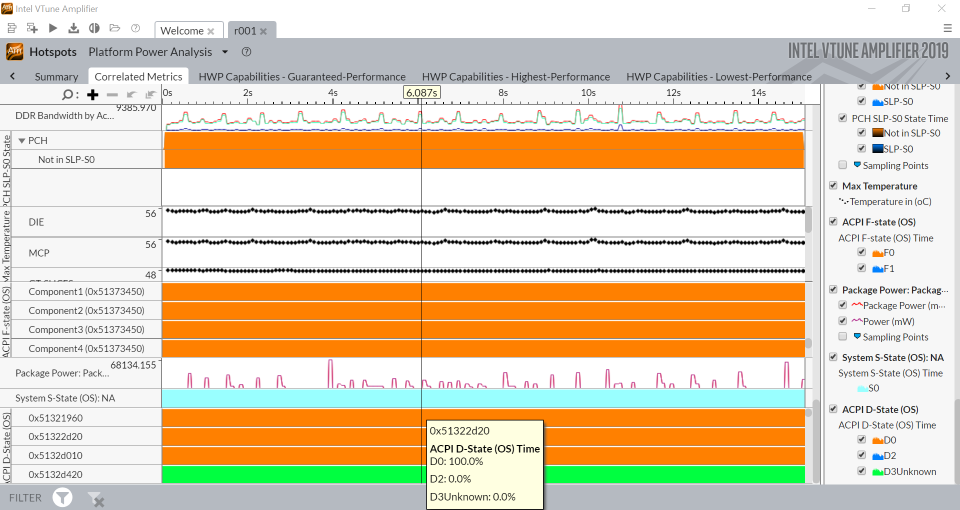 Intel VTune Amplifier
Welcome
r001
Hotspots Platform Power Analysis
INTEL VTUNE AMPLIFIER 2019
Summary Correlated Metrics HWP Capabilities - Guaranteed-Performance HWP Capabilities - Highest-Performance HWP Capabilities - Lowest-Performance
0s 2s 4s 6.087s 8s 10s 12s 14s
DDR Bandwidth by Ac... 9385.970
PCH SLP-S0 State
PCH
Not in SLP-S0
Max Temperature
DIE 56
MCP 56
48
ACPI F-state (OS)
Component1 (0x51373450)
Component2 (0x51373450)
Component3 (0x51373450)
Component4 (0x51373450)
Package Power: Pack... 68134.155
System S-State (OS): NA
ACPI D-State (OS)
0x51321960
0x51322d20
0x5132d010
0x5132d420
0x51322d20
ACPI D-State (OS) Time
D0: 100.0%
D2: 0.0%
D3Unknown: 0.0%
Not in SLP-S0
SLP-S0
PCH SLP-S0 State Time
Not in SLP-S0
SLP-S0
Sampling Points
Max Temperature
Temperature in (oC)
ACPI F-state (OS)
ACPI F-state (OS) Time
F0
F1
Package Power: Packag...
Package Power (m...
Power (mW)
Sampling Points
System S-State (OS): NA
System S-State (OS) Time
S0
ACPI D-State (OS)
ACPI D-State (OS) Time
D0
D2
D3Unknown
FILTER